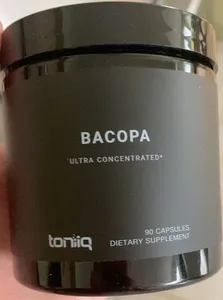 BACOPA
*ULTRA CONCENTRATED*
toniiq
90 CAPSULES
DIETARY SUPPLEMENT